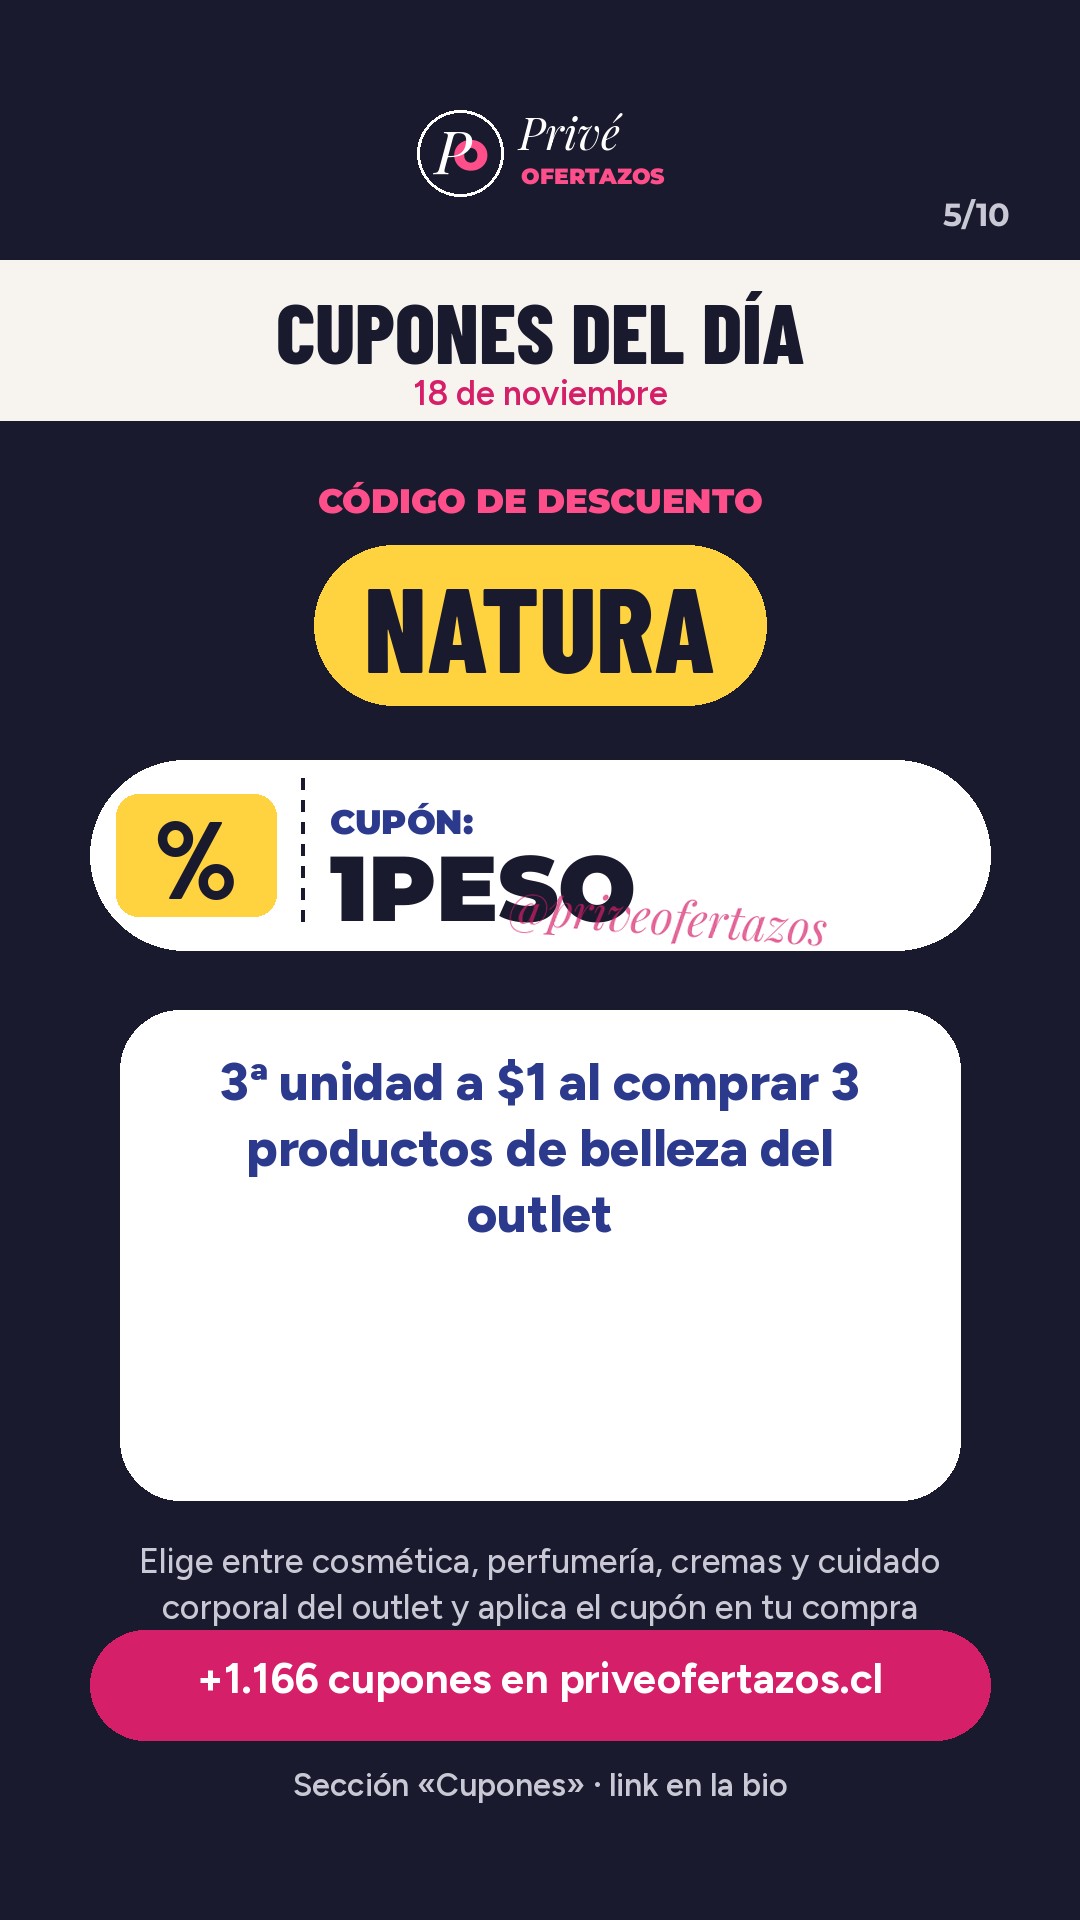 Po Privé
OFERTAZOS
5/10
CUPONES DEL DÍA
18 de noviembre
CÓDIGO DE DESCUENTO
NATURA
%
CUPÓN:
1PESO
@priveofertazos
3ª unidad a $1 al comprar 3
productos de belleza del
outlet
Elige entre cosmética, perfumería, cremas y cuidado
corporal del outlet y aplica el cupón en tu compra
+1.166 cupones en priveofertazos.cl
Sección «Cupones» · link en la bio